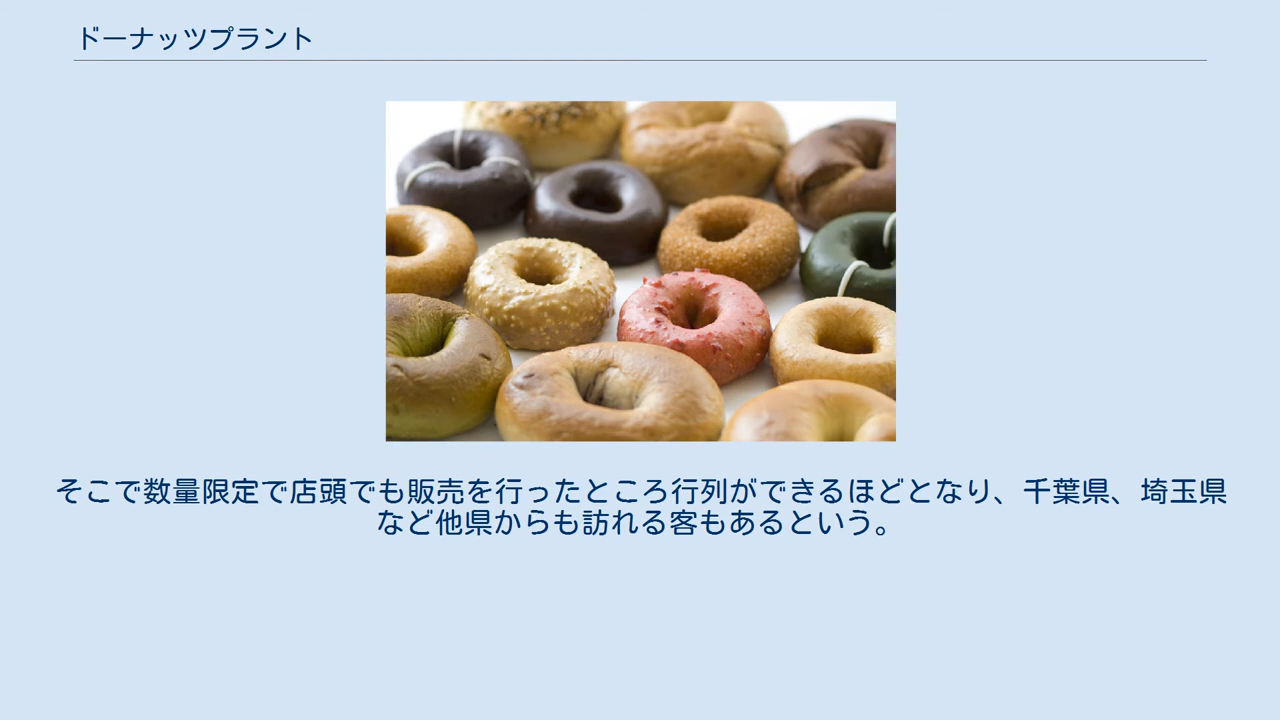 ドーナッツプラント
そこで数量限定で店頭でも販売を行ったところ行列ができるほどとなり、千葉県、埼玉県
など他県からも訪れる客もあるという。